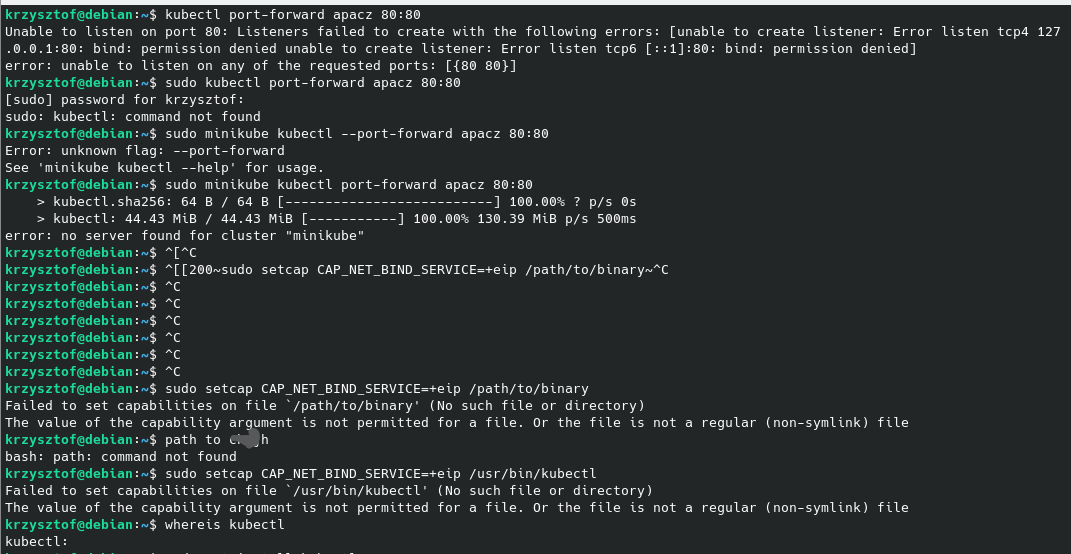 krzysztof@debian:~$ kubectl port-forward apacz 80:80
Unable to listen on port 80: Listeners failed to create with the following errors: [unable to create listener: Error listen tcp4 127
.0.0.1:80: bind: permission denied unable to create listener: Error listen tcp6 [::1]:80: bind: permission denied]
error: unable to listen on any of the requested ports: [{80 80}]
krzysztof@debian:~$ sudo kubectl port-forward apacz 80:80
[sudo] password for krzysztof:
sudo: kubectl: command not found
krzysztof@debian:~$ sudo minikube kubectl --port-forward apacz 80:80
Error: unknown flag: --port-forward
See 'minikube kubectl --help' for usage.
krzysztof@debian:~$ sudo minikube kubectl port-forward apacz 80:80
    > kubectl.sha256: 64 B / 64 B [--------------------------] 100.00% ? p/s 0s
    > kubectl: 44.43 MiB / 44.43 MiB [-----------] 100.00% 130.39 MiB p/s 500ms
error: no server found for cluster "minikube"
krzysztof@debian:~$ ^[^C
krzysztof@debian:~$ ^[[200~sudo setcap CAP_NET_BIND_SERVICE=+eip /path/to/binary~^C
krzysztof@debian:~$ ^C
krzysztof@debian:~$ ^C
krzysztof@debian:~$ ^C
krzysztof@debian:~$ ^C
krzysztof@debian:~$ ^C
krzysztof@debian:~$ ^C
krzysztof@debian:~$ sudo setcap CAP_NET_BIND_SERVICE=+eip /path/to/binary
Failed to set capabilities on file `/path/to/binary' (No such file or directory)
The value of the capability argument is not permitted for a file. Or the file is not a regular (non-symlink) file
krzysztof@debian:~$ path to
bash: path: command not found
krzysztof@debian:~$ sudo setcap CAP_NET_BIND_SERVICE=+eip /usr/bin/kubectl
Failed to set capabilities on file `/usr/bin/kubectl' (No such file or directory)
The value of the capability argument is not permitted for a file. Or the file is not a regular (non-symlink) file
krzysztof@debian:~$ whereis kubectl
kubectl: